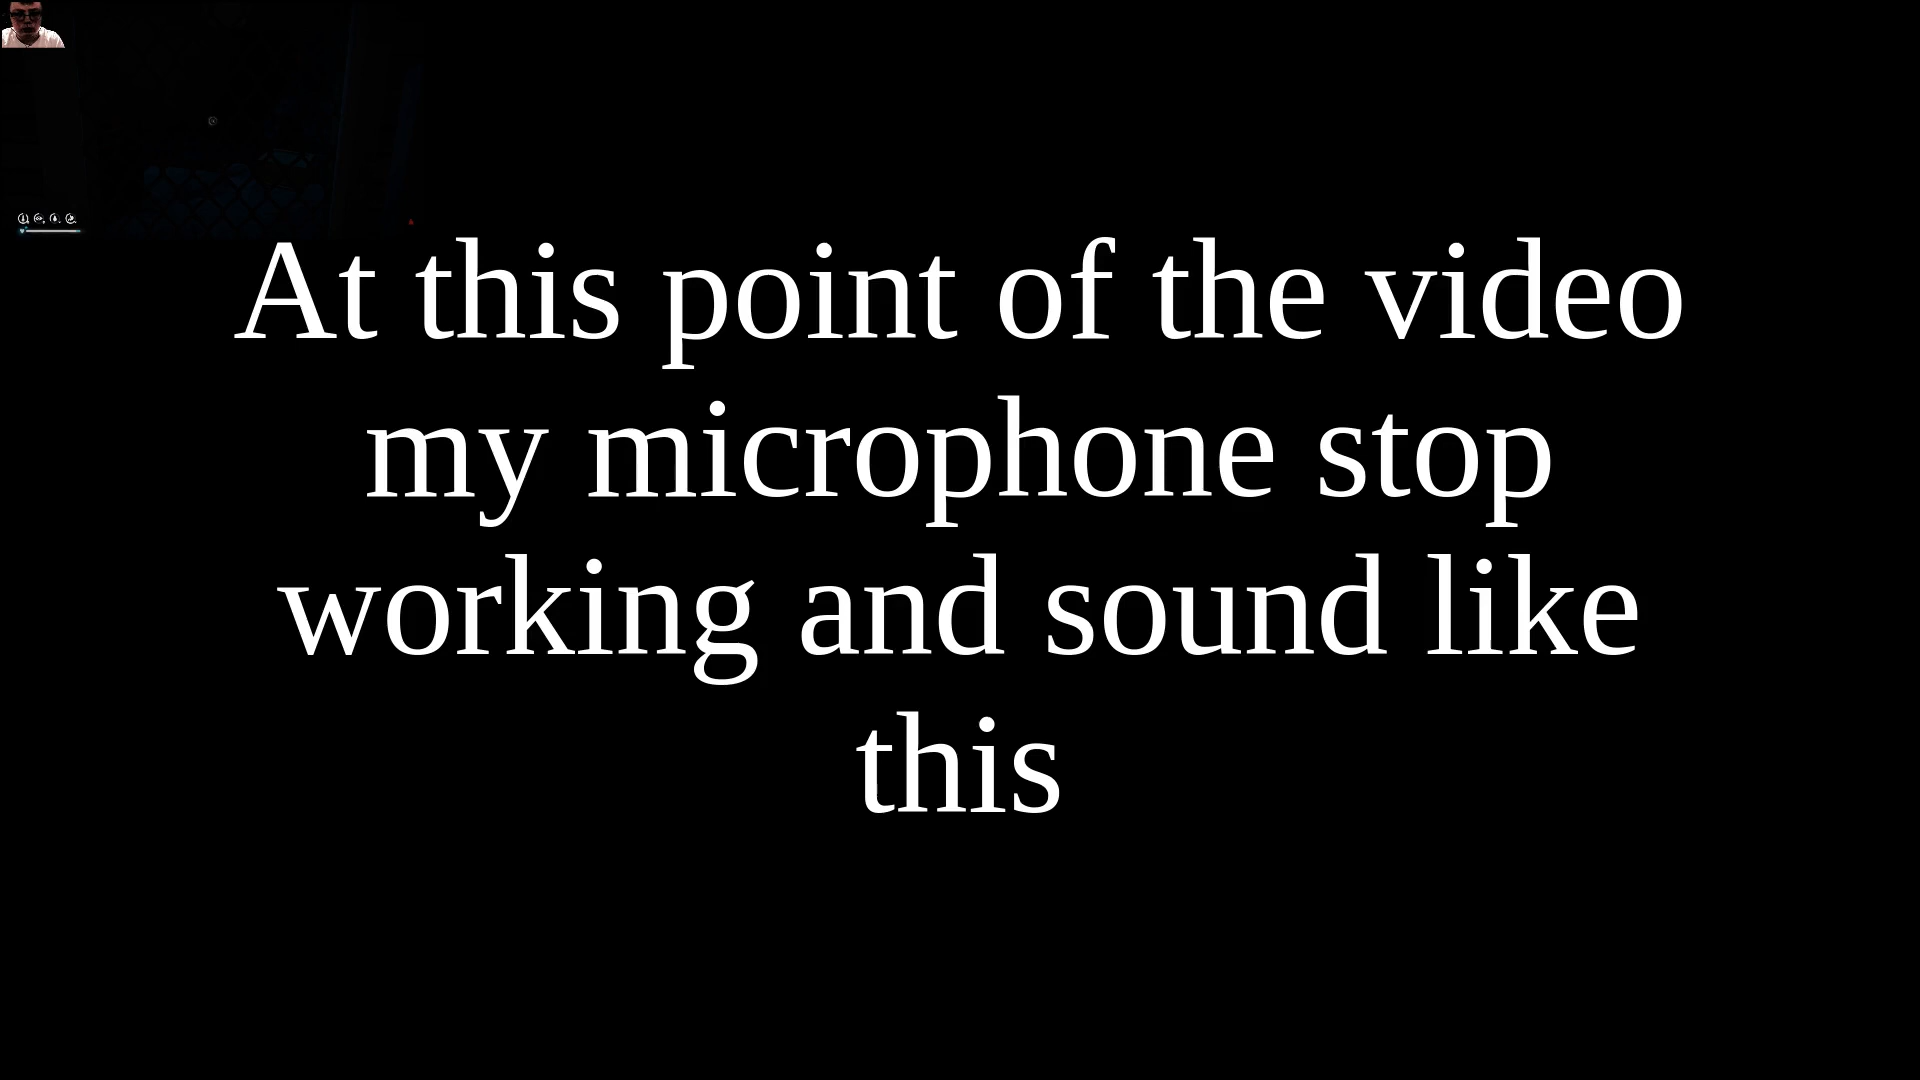 At this point of the video
my microphone stop
working and sound like
this